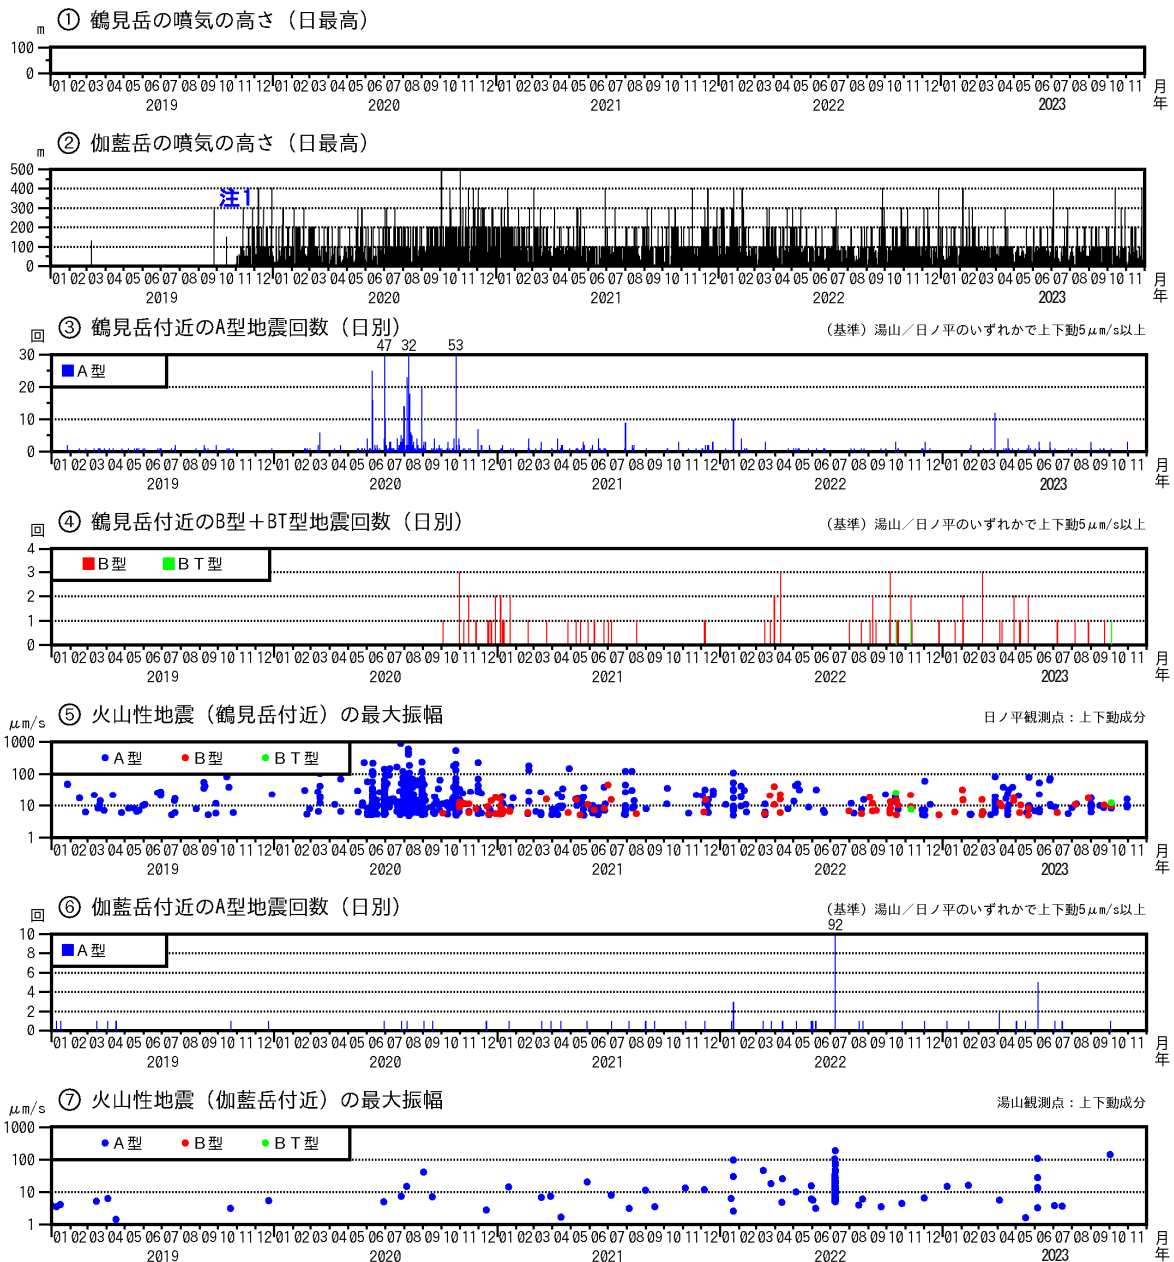 ① 鶴見岳の噴気の高さ（日最高）
m
100
0
01 02 03 04 05 06 07 08 09 10 11 12 01 02 03 04 05 06 07 08 09 10 11 12 01 02 03 04 05 06 07 08 09 10 11 12 01 02 03 04 05 06 07 08 09 10 11 12 01 02 03 04 05 06 07 08 09 10 11 月
2019 2020 2021 2022 2023 年
② 伽藍岳の噴気の高さ（日最高）
m
500
400
注1
300
200
100
0
01 02 03 04 05 06 07 08 09 10 11 12 01 02 03 04 05 06 07 08 09 10 11 12 01 02 03 04 05 06 07 08 09 10 11 12 01 02 03 04 05 06 07 08 09 10 11 12 01 02 03 04 05 06 07 08 09 10 11 月
2019 2020 2021 2022 2023 年
③ 鶴見岳付近のA型地震回数（日別）
（基準）湯山／日ノ平のいずれかで上下動5μm/s以上
回
47 32 53
30
A型
20
10
0
01 02 03 04 05 06 07 08 09 10 11 12 01 02 03 04 05 06 07 08 09 10 11 12 01 02 03 04 05 06 07 08 09 10 11 12 01 02 03 04 05 06 07 08 09 10 11 12 01 02 03 04 05 06 07 08 09 10 11 月
2019 2020 2021 2022 2023 年
④ 鶴見岳付近のB型＋BT型地震回数（日別）
（基準）湯山／日ノ平のいずれかで上下動5μm/s以上
回
4
B型 BT型
3
2
1
0
01 02 03 04 05 06 07 08 09 10 11 12 01 02 03 04 05 06 07 08 09 10 11 12 01 02 03 04 05 06 07 08 09 10 11 12 01 02 03 04 05 06 07 08 09 10 11 12 01 02 03 04 05 06 07 08 09 10 11 月
2019 2020 2021 2022 2023 年
⑤ 火山性地震（鶴見岳付近）の最大振幅
日ノ平観測点：上下動成分
μm/s
1000
A型 B型 BT型
100
10
1
01 02 03 04 05 06 07 08 09 10 11 12 01 02 03 04 05 06 07 08 09 10 11 12 01 02 03 04 05 06 07 08 09 10 11 12 01 02 03 04 05 06 07 08 09 10 11 12 01 02 03 04 05 06 07 08 09 10 11 月
2019 2020 2021 2022 2023 年
⑥ 伽藍岳付近のA型地震回数（日別）
（基準）湯山／日ノ平のいずれかで上下動5μm/s以上
回
92
10
A型
8
6
4
2
0
01 02 03 04 05 06 07 08 09 10 11 12 01 02 03 04 05 06 07 08 09 10 11 12 01 02 03 04 05 06 07 08 09 10 11 12 01 02 03 04 05 06 07 08 09 10 11 12 01 02 03 04 05 06 07 08 09 10 11 月
2019 2020 2021 2022 2023 年
⑦ 火山性地震（伽藍岳付近）の最大振幅
湯山観測点：上下動成分
μm/s
1000
A型 B型 BT型
100
10
1
01 02 03 04 05 06 07 08 09 10 11 12 01 02 03 04 05 06 07 08 09 10 11 12 01 02 03 04 05 06 07 08 09 10 11 12 01 02 03 04 05 06 07 08 09 10 11 12 01 02 03 04 05 06 07 08 09 10 11 月
2019 2020 2021 2022 2023 年